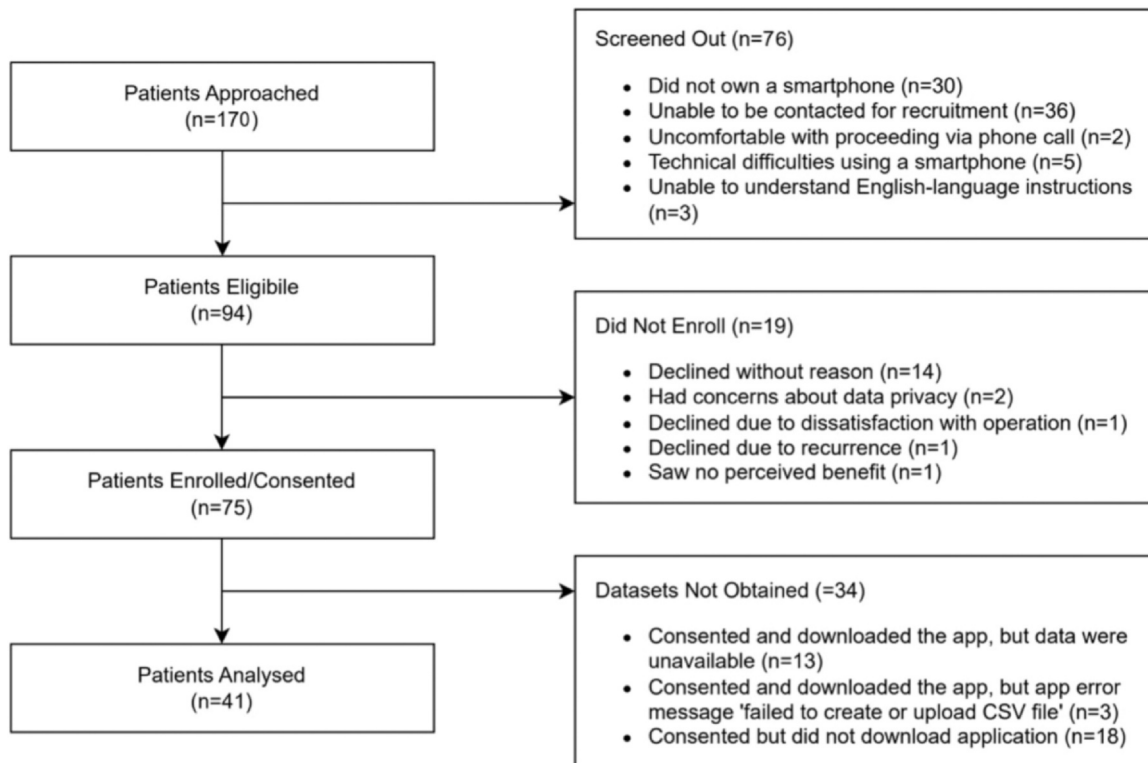 Patients Approached
(n=170)
Screened Out (n=76)
• Did not own a smartphone (n=30)
• Unable to be contacted for recruitment (n=36)
• Uncomfortable with proceeding via phone call (n=2)
• Technical difficulties using a smartphone (n=5)
• Unable to understand English-language instructions
(n=3)
Patients Eligibile
(n=94)
Did Not Enroll (n=19)
• Declined without reason (n=14)
• Had concerns about data privacy (n=2)
• Declined due to dissatisfaction with operation (n=1)
• Declined due to recurrence (n=1)
• Saw no perceived benefit (n=1)
Patients Enrolled/Consented
(n=75)
Datasets Not Obtained (=34)
• Consented and downloaded the app, but data were
unavailable (n=13)
• Consented and downloaded the app, but app error
message 'failed to create or upload CSV file' (n=3)
• Consented but did not download application (n=18)
Patients Analysed
(n=41)